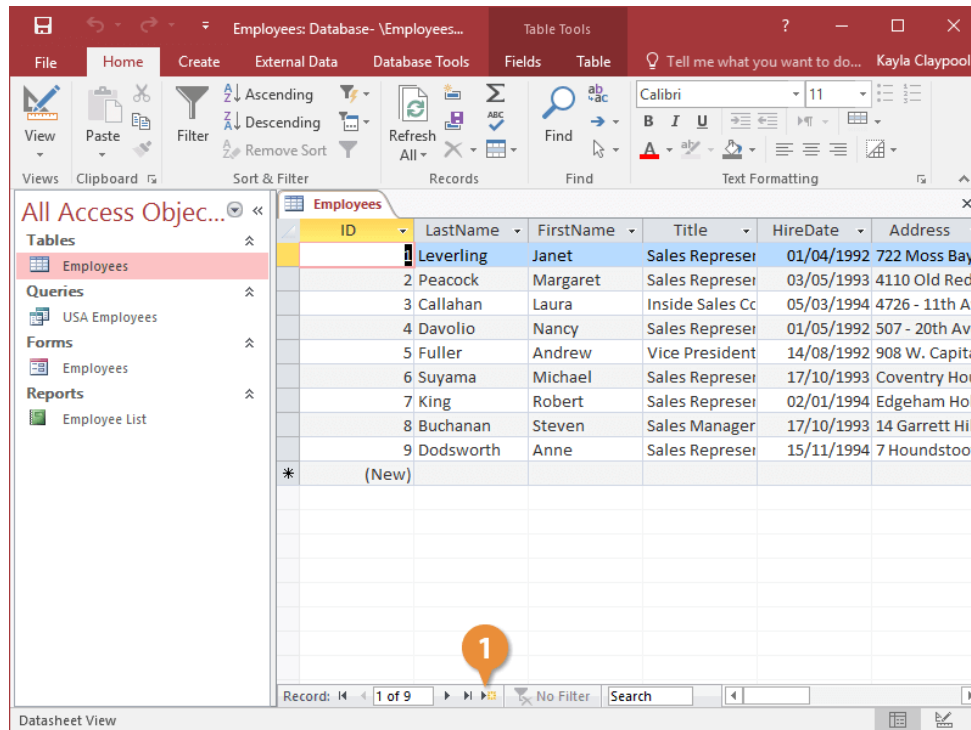 Employees: Database- \Employees... Table Tools ?
File Home Create External Data Database Tools Fields Table Tell me what you want to do... Kayla Claypool
View Paste Filter Ascending Descending Remove Sort Refresh All ABC Find ab ac Calibri 11 B I U A ab
Views Clipboard Sort & Filter Records Find Text Formatting
All Access Objec... « Employees
Tables ID LastName FirstName Title HireDate Address
Employees 1 Leverling Janet Sales Represer 01/04/1992 722 Moss Bay
2 Peacock Margaret Sales Represer 03/05/1993 4110 Old Red
Queries 3 Callahan Laura Inside Sales Co 05/03/1994 4726 - 11th A
USA Employees 4 Davolio Nancy Sales Represer 01/05/1992 507 - 20th Av
Forms 5 Fuller Andrew Vice President 14/08/1992 908 W. Capita
Employees 6 Suyama Michael Sales Represer 17/10/1993 Coventry Hou
Reports 7 King Robert Sales Represer 02/01/1994 Edgeham Hol
Employee List 8 Buchanan Steven Sales Manager 17/10/1993 14 Garrett Hi
9 Dodsworth Anne Sales Represer 15/11/1994 7 Houndstoo
(New)
1
Record: 1 of 9 No Filter Search
Datasheet View